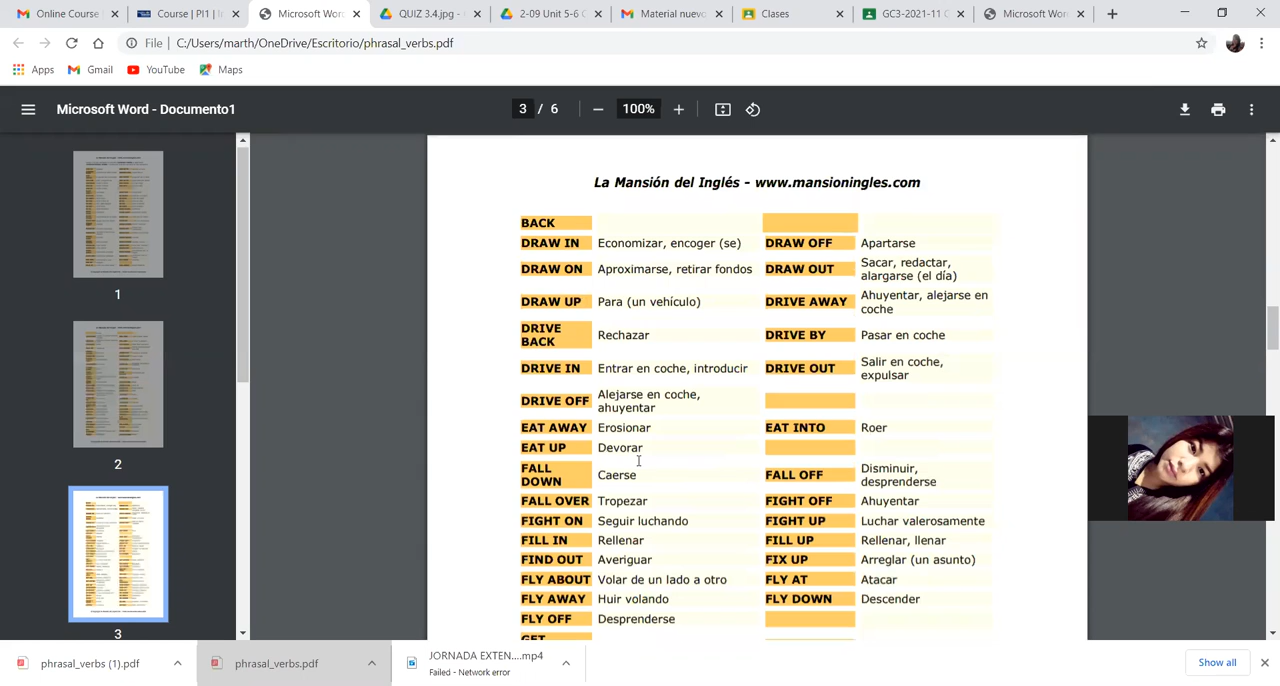 Online Course
Course | PI1 | I
Microsoft Word
QUIZ 3.4.jpg -
2-09 Unit 5-6 C
Material nuevo
Clases
GC3-2021-11 C
Microsoft Word
File C:/Users/marth/OneDrive/Escritorio/phrasal_verbs.pdf
Apps Gmail YouTube Maps
Microsoft Word - Documento1 3 / 6 100%
1
2
3
La Mansión del Inglés - www.mansioningles.com
BACK
DRAW IN Economizar, encoger (se) DRAW OFF Apartarse
DRAW ON Aproximarse, retirar fondos DRAW OUT Sacar, redactar,
alargarse (el día)
DRAW UP Para (un vehículo) DRIVE AWAY Ahuyentar, alejarse en
coche
DRIVE
BACK Rechazar DRIVE BY Pasar en coche
DRIVE IN Entrar en coche, introducir DRIVE OUT Salir en coche,
expulsar
DRIVE OFF Alejarse en coche,
ahuyentar
EAT AWAY Erosionar EAT INTO Roer
EAT UP Devorar
FALL
DOWN Caerse FALL OFF Disminuir,
desprenderse
FALL OVER Tropezar FIGHT OFF Ahuyentar
FIGHT ON Seguir luchando FIGHT UP Luchar valerosamente
FILL IN Rellenar FILL UP Rellenar, llenar
FIND OUT Averiguar FIX UP Arreglar (un asunto)
FLY ABOUT Volar de un lado a otro FLY AT Atacar
FLY AWAY Huir volando FLY DOWN Descender
FLY OFF Desprenderse
GET
phrasal_verbs (1).pdf
phrasal_verbs.pdf
JORNADA EXTEN....mp4
Failed - Network error
Show all